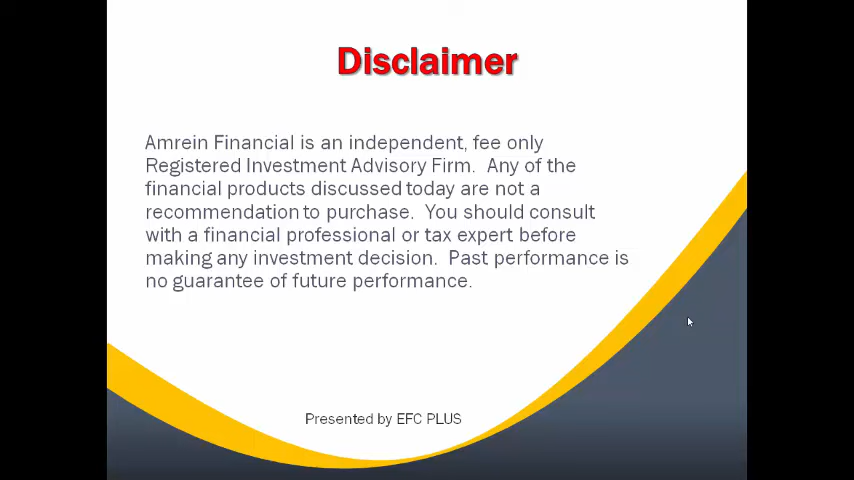 Disclaimer
Amrein Financial is an independent, fee only
Registered Investment Advisory Firm.  Any of the
financial products discussed today are not a
recommendation to purchase.  You should consult
with a financial professional or tax expert before
making any investment decision.  Past performance is
no guarantee of future performance.
Presented by EFC PLUS